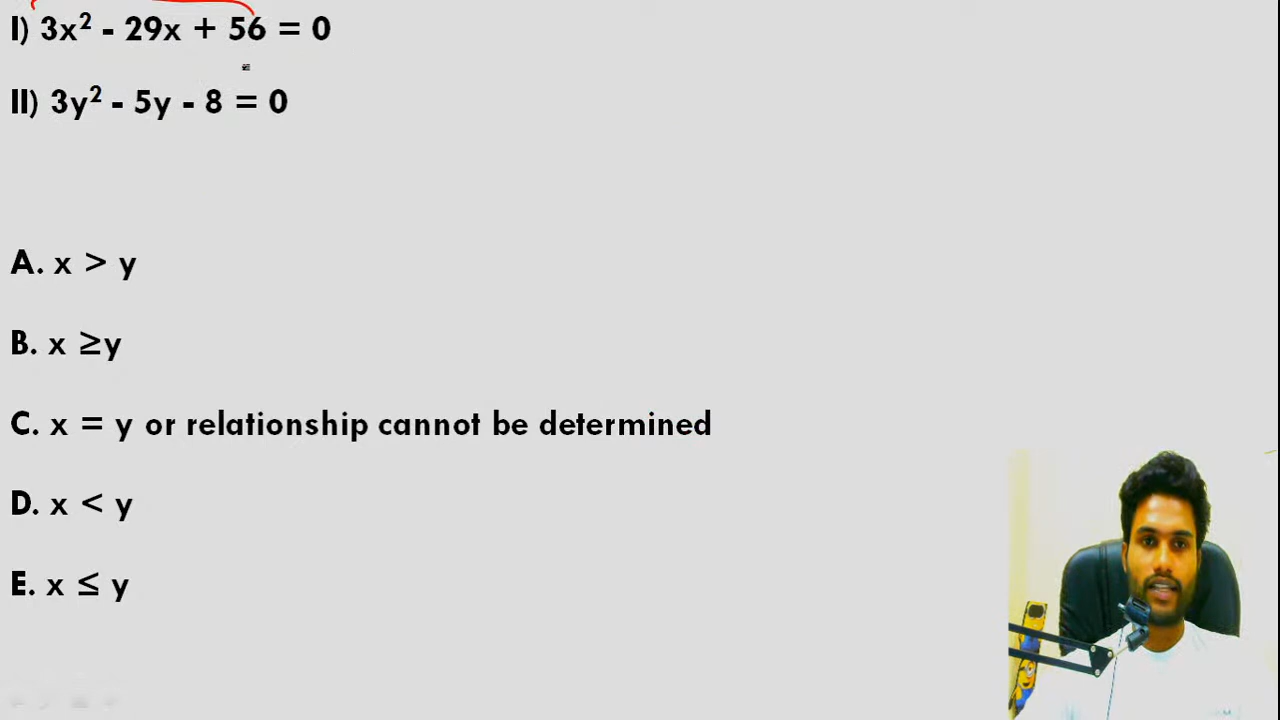 I) 3x² - 29x + 56 = 0
II) 3y² - 5y - 8 = 0
A. x > y
B. x ≥y
C. x = y or relationship cannot be determined
D. x < y
E. x ≤ y